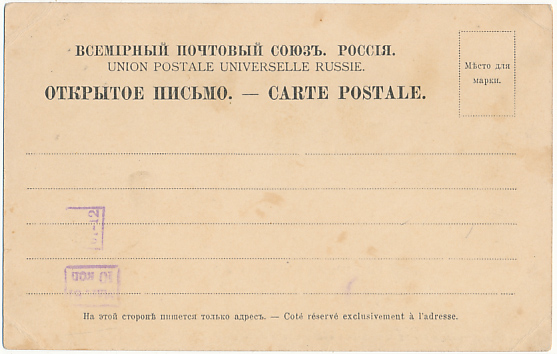 ВСЕМІРНЫЙ ПОЧТОВЫЙ СОЮЗЪ. РОССІЯ.
UNION POSTALE UNIVERSELLE RUSSIE.
ОТКРЫТОЕ ПИСЬМО. — CARTE POSTALE.
Мѣсто для
марки.
На этой сторонѣ пишется только адресъ. — Coté réservé exclusivement à l'adresse.